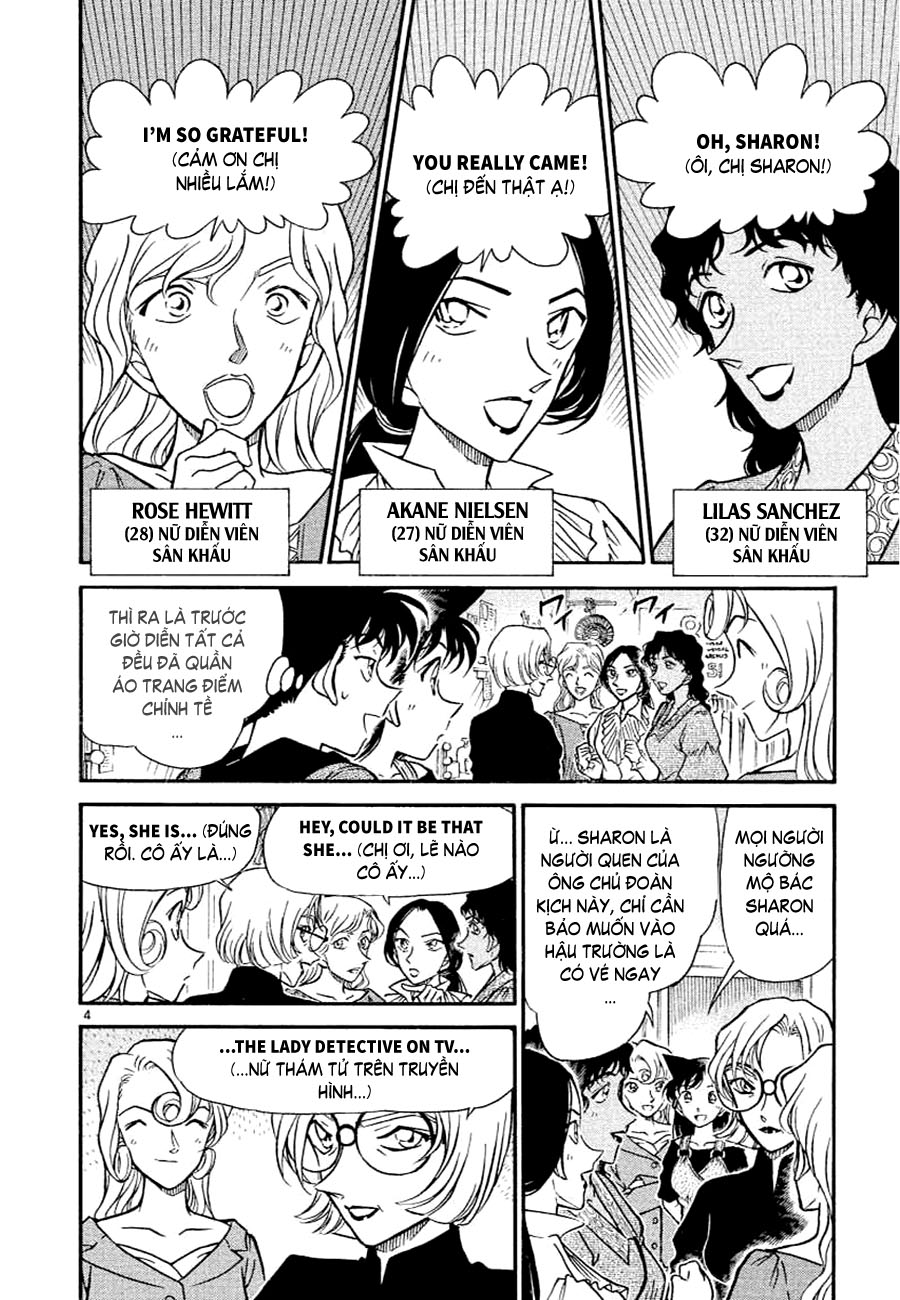 I'M SO GRATEFUL!
(CẢM ƠN CHỊ
NHIỀU LẮM!)
YOU REALLY CAME!
(CHỊ ĐẾN THẬT Ạ!)
OH, SHARON!
(ÔI, CHỊ SHARON!)
ROSE HEWITT
(28) NỮ DIỄN VIÊN
SÂN KHẤU
AKANE NIELSEN
(27) NỮ DIỄN VIÊN
SÂN KHẤU
LILAS SANCHEZ
(32) NỮ DIỄN VIÊN
SÂN KHẤU
THÌ RA LÀ TRƯỚC
GIỜ DIỄN TẤT CẢ
ĐỀU ĐÃ QUẦN
ÁO TRANG ĐIỂM
CHỈNH TỀ
...
YES, SHE IS... (ĐÚNG
RỒI. CÔ ẤY LÀ...)
HEY, COULD IT BE THAT
SHE... (CHỊ ƠI, LẼ NÀO
CÔ ẤY...)
MỌI NGƯỜI
NGƯỠNG
MỘ BÁC
SHARON
QUÁ...
Ừ... SHARON LÀ
NGƯỜI QUEN CỦA
ÔNG CHỦ ĐOÀN
KỊCH NÀY, CHỈ CẦN
BẢO MUỐN VÀO
HẬU TRƯỜNG LÀ
CÓ VÉ NGAY
...
4
...THE LADY DETECTIVE ON TV...
(...NỮ THÁM TỬ TRÊN TRUYỀN
HÌNH...)